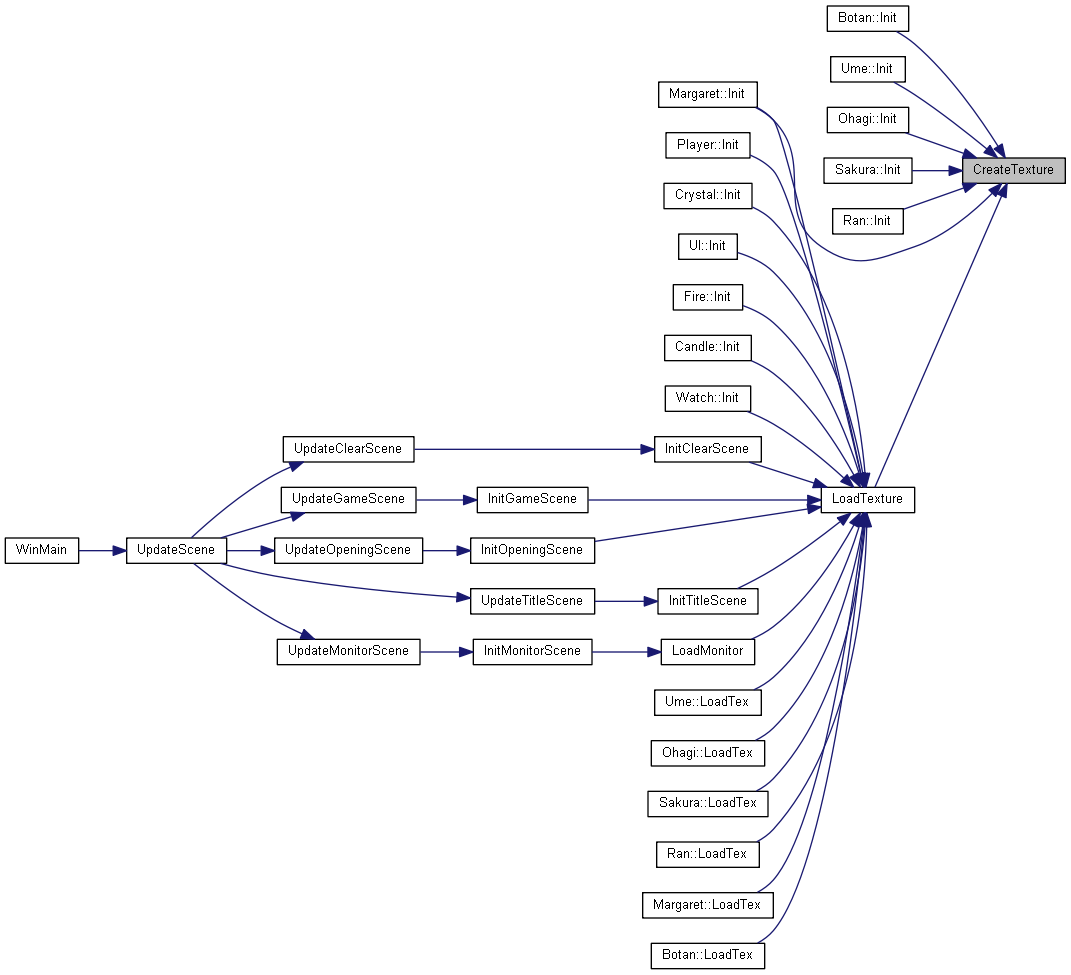 Botan::Init
Ume::Init
Margaret::Init
Ohagi::Init
Player::Init
Sakura::Init
CreateTexture
Crystal::Init
Ran::Init
UI::Init
Fire::Init
Candle::Init
Watch::Init
UpdateClearScene
InitClearScene
UpdateGameScene
InitGameScene
LoadTexture
WinMain
UpdateScene
UpdateOpeningScene
InitOpeningScene
UpdateTitleScene
InitTitleScene
UpdateMonitorScene
InitMonitorScene
LoadMonitor
Ume::LoadTex
Ohagi::LoadTex
Sakura::LoadTex
Ran::LoadTex
Margaret::LoadTex
Botan::LoadTex